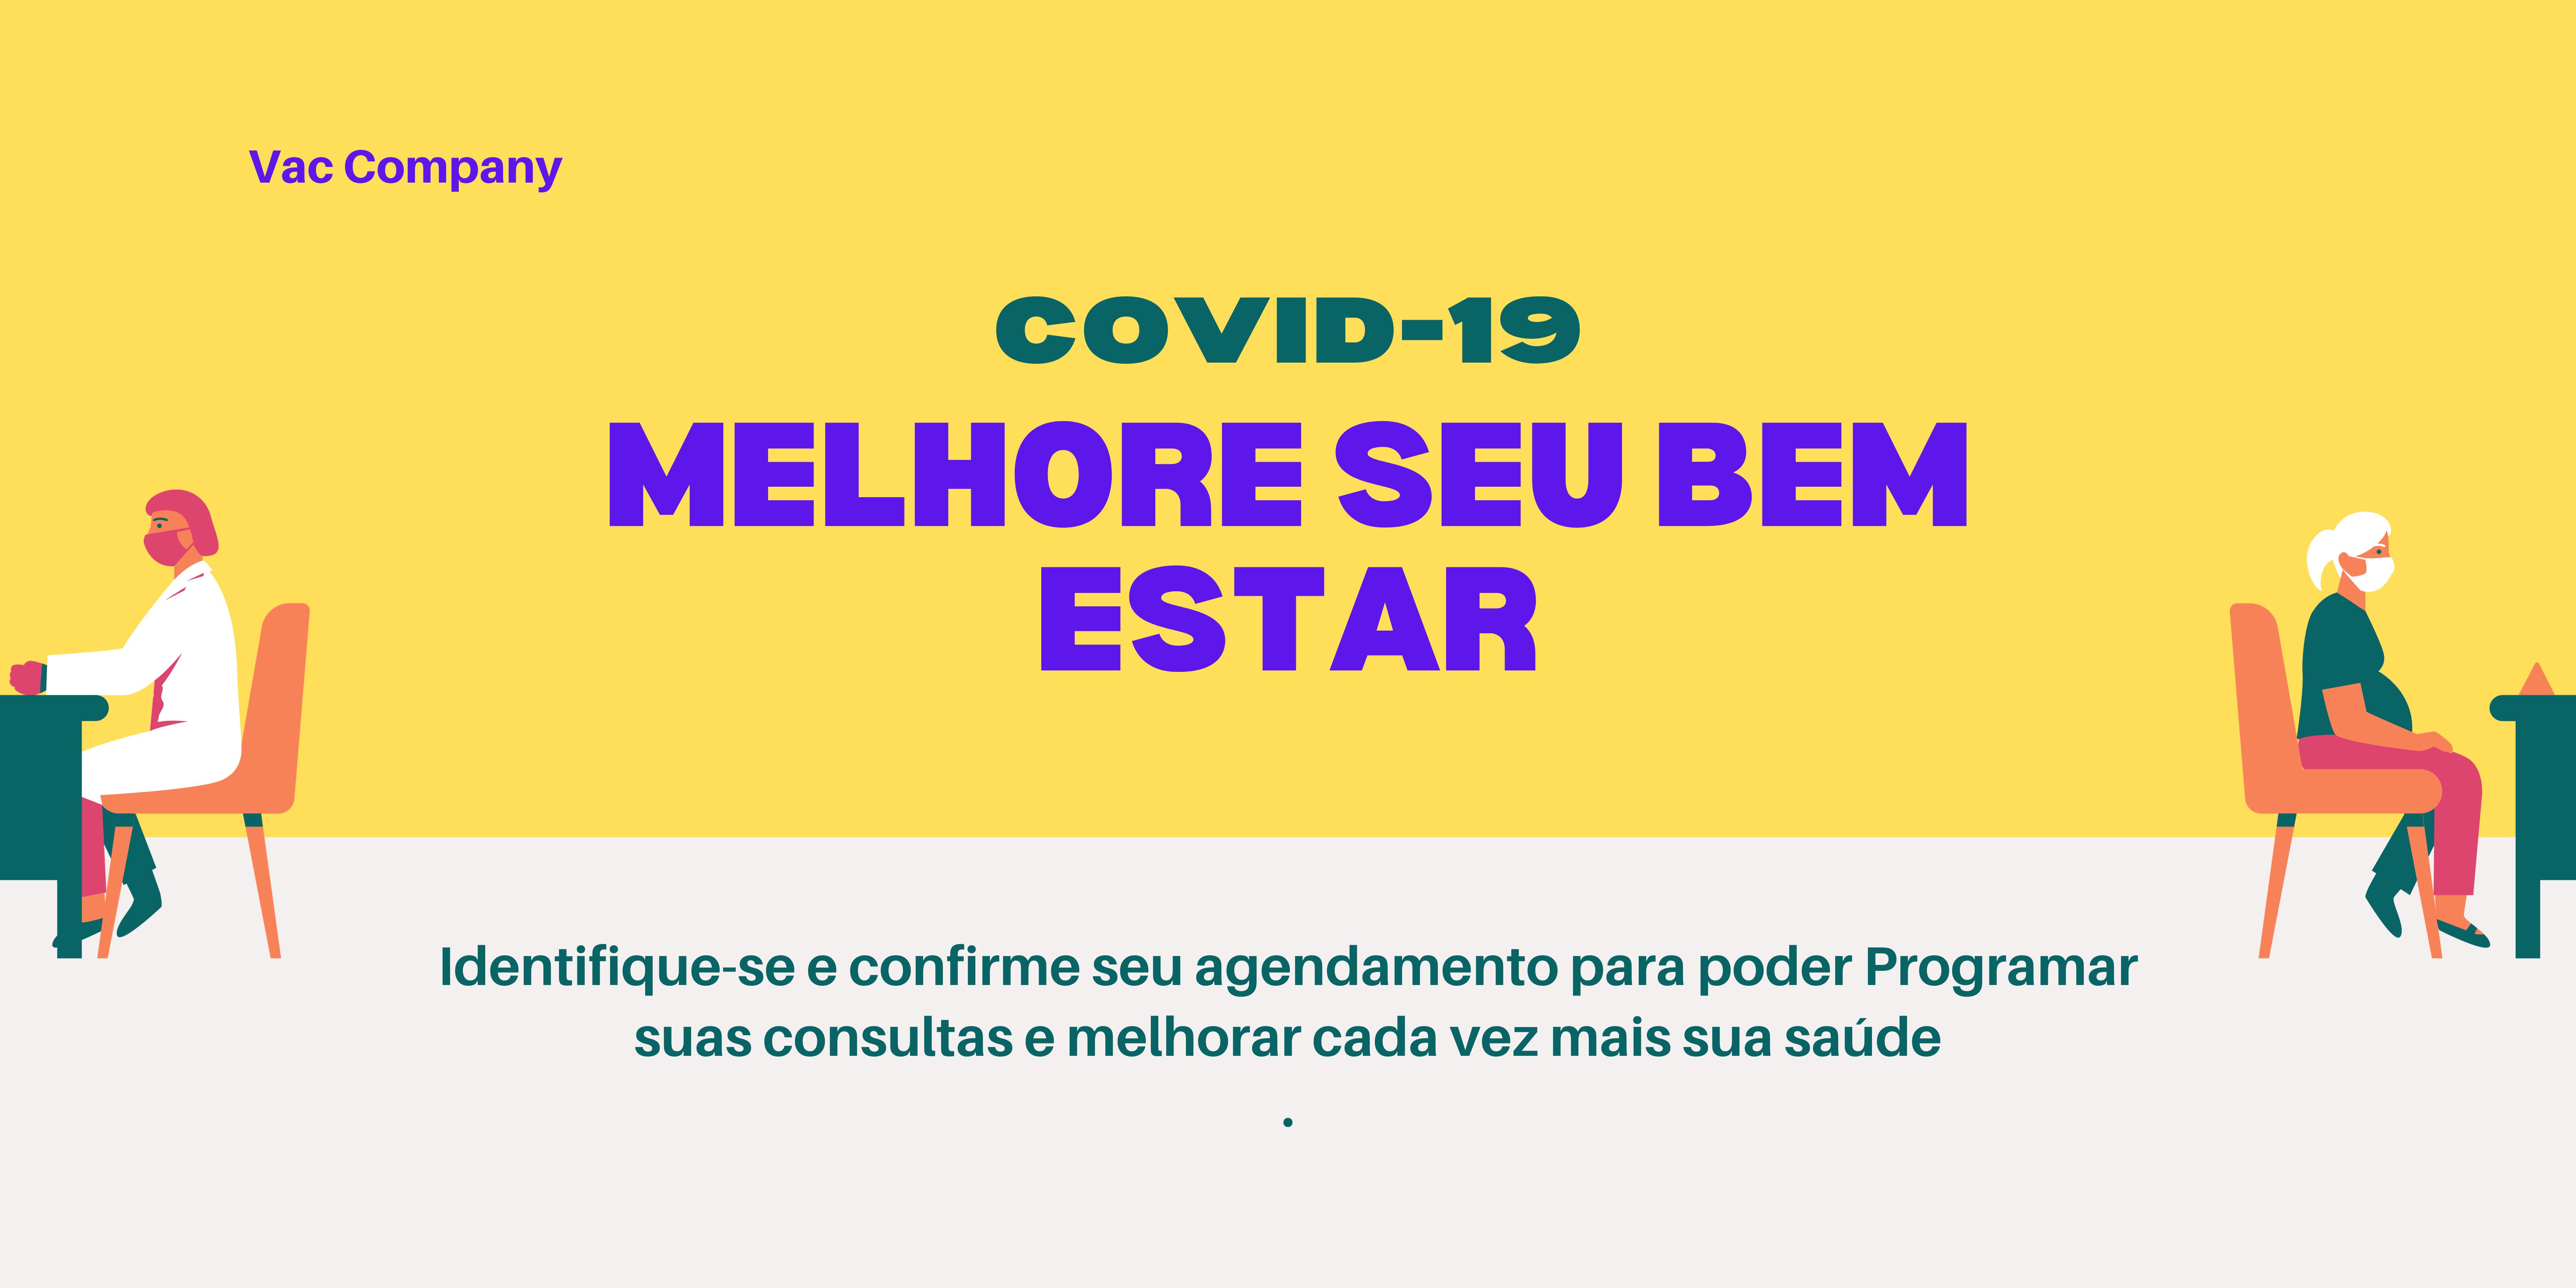 Vac Company
COVID-19
MELHORE SEU BEM
ESTAR
Identifique-se e confirme seu agendamento para poder Programar
suas consultas e melhorar cada vez mais sua saúde
.